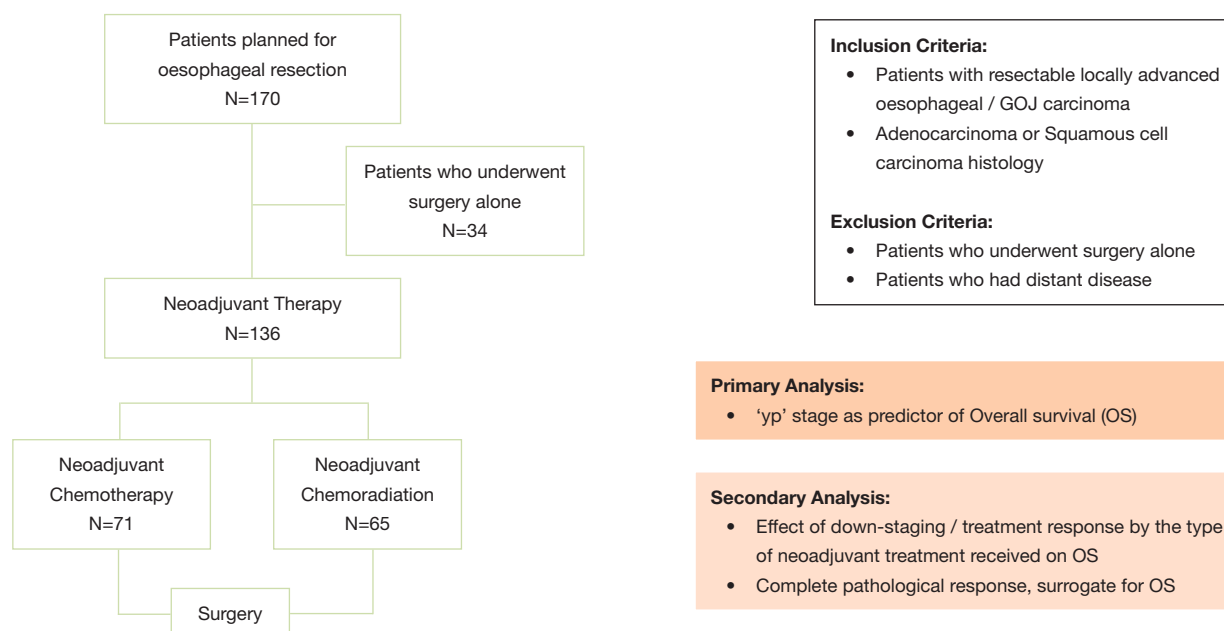 Patients planned for
oesophageal resection
N=170
Patients who underwent
surgery alone
N=34
Neoadjuvant Therapy
N=136
Neoadjuvant
Chemotherapy
N=71
Neoadjuvant
Chemoradiation
N=65
Surgery
Inclusion Criteria:
• Patients with resectable locally advanced
oesophageal / GOJ carcinoma
• Adenocarcinoma or Squamous cell
carcinoma histology
Exclusion Criteria:
• Patients who underwent surgery alone
• Patients who had distant disease
Primary Analysis:
• ‘yp’ stage as predictor of Overall survival (OS)
Secondary Analysis:
• Effect of down-staging / treatment response by the type
of neoadjuvant treatment received on OS
• Complete pathological response, surrogate for OS